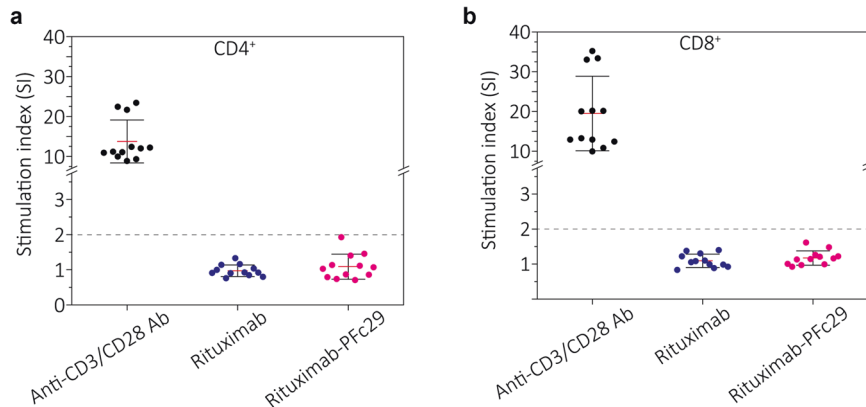 a
CD4⁺
Stimulation index (SI)
40
30
20
10
3
2
1
0
Anti-CD3/CD28 Ab
Rituximab
Rituximab-PFc29
b
CD8⁺
Stimulation index (SI)
40
30
20
10
3
2
1
0
Anti-CD3/CD28 Ab
Rituximab
Rituximab-PFc29